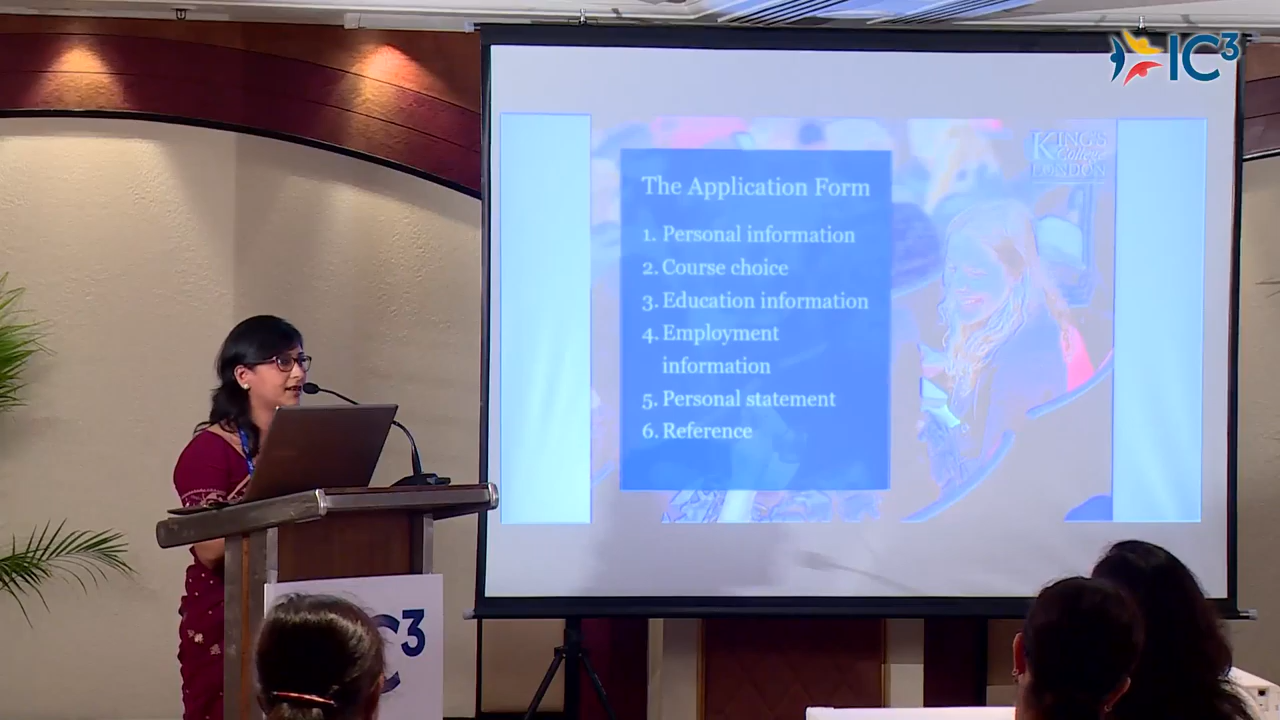 IC³
KING'S
College
LONDON
The Application Form
1. Personal information
2. Course choice
3. Education information
4. Employment
information
5. Personal statement
6. Reference
C³